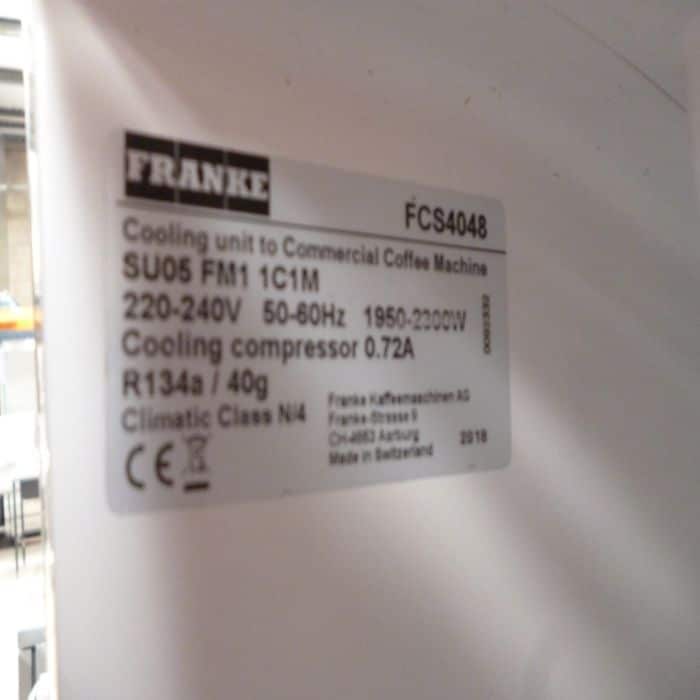 FRANKE
FCS4048
Cooling unit to Commercial Coffee Machine
SU05 FM1 1C1M
220-240V 50-60Hz 1950-2300W
Cooling compressor 0.72A
R134a / 40g
Climatic Class N/4
Franke Kaffeemaschinen AG
Franke-Strasse 9
CH-4663 Aarburg
Made in Switzerland
2018
CE